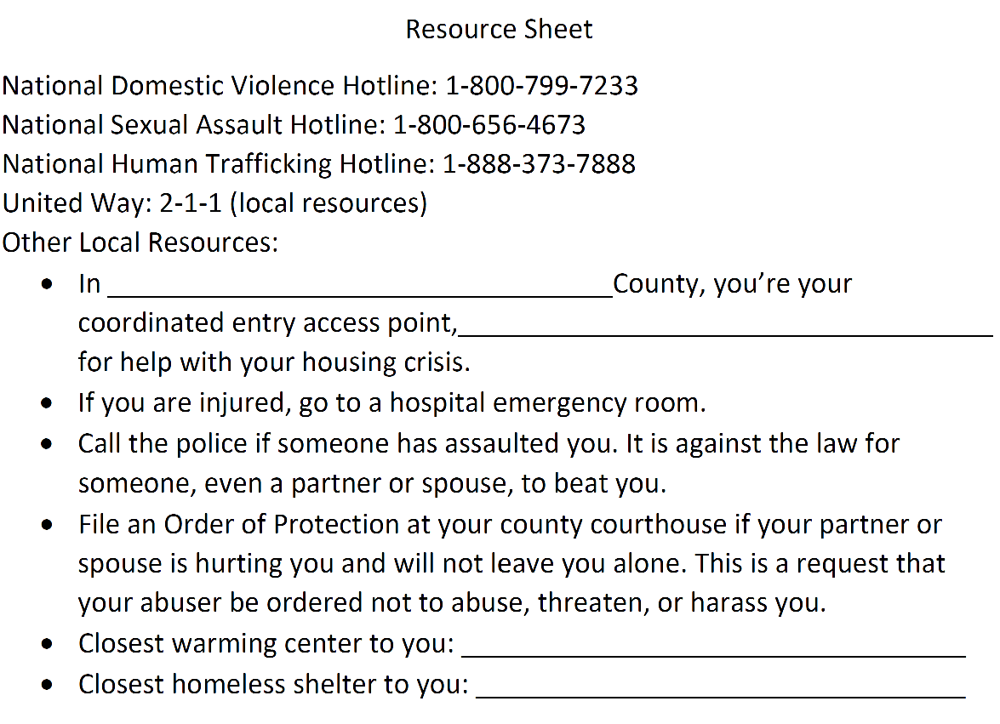 Resource Sheet
National Domestic Violence Hotline: 1-800-799-7233
National Sexual Assault Hotline: 1-800-656-4673
National Human Trafficking Hotline: 1-888-373-7888
United Way: 2-1-1 (local resources)
Other Local Resources:
• In ___________________________________County, you’re your
coordinated entry access point,_____________________________________
for help with your housing crisis.
• If you are injured, go to a hospital emergency room.
• Call the police if someone has assaulted you. It is against the law for
someone, even a partner or spouse, to beat you.
• File an Order of Protection at your county courthouse if your partner or
spouse is hurting you and will not leave you alone. This is a request that
your abuser be ordered not to abuse, threaten, or harass you.
• Closest warming center to you: ___________________________________
• Closest homeless shelter to you: __________________________________